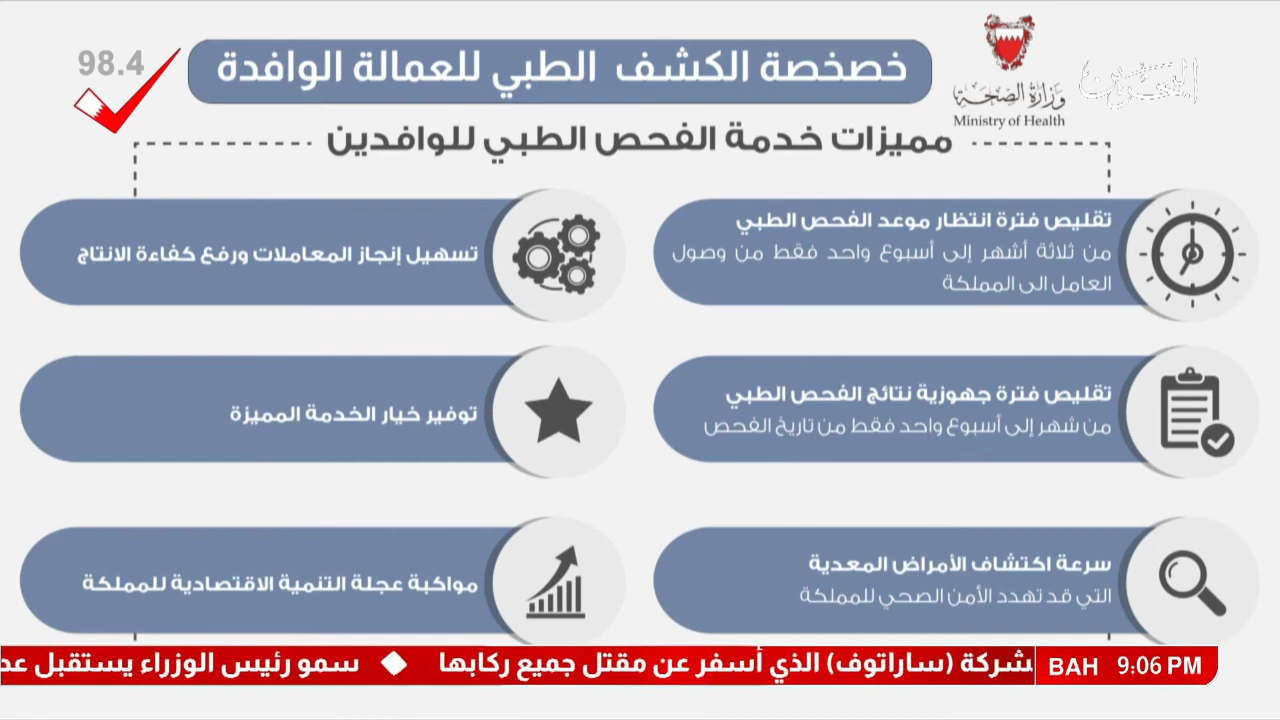 98.4
خصخصة الكشف الطبي للعمالة الوافدة
وزارة الصحة
Ministry of Health
البحرين
مميزات خدمة الفحص الطبي للوافدين
تقليص فترة انتظار موعد الفحص الطبي
من ثلاثة أشهر إلى أسبوع واحد فقط من وصول
العامل الى المملكة
تسهيل إنجاز المعاملات ورفع كفاءة الانتاج
تقليص فترة جهوزية نتائج الفحص الطبي
من شهر إلى أسبوع واحد فقط من تاريخ الفحص
توفير خيار الخدمة المميزة
سرعة اكتشاف الأمراض المعدية
التي قد تهدد الأمن الصحي للمملكة
مواكبة عجلة التنمية الاقتصادية للمملكة
لشركة (ساراتوف) الذي أسفر عن مقتل جميع ركابها ◆ سمو رئيس الوزراء يستقبل عد
BAH 9:06 PM